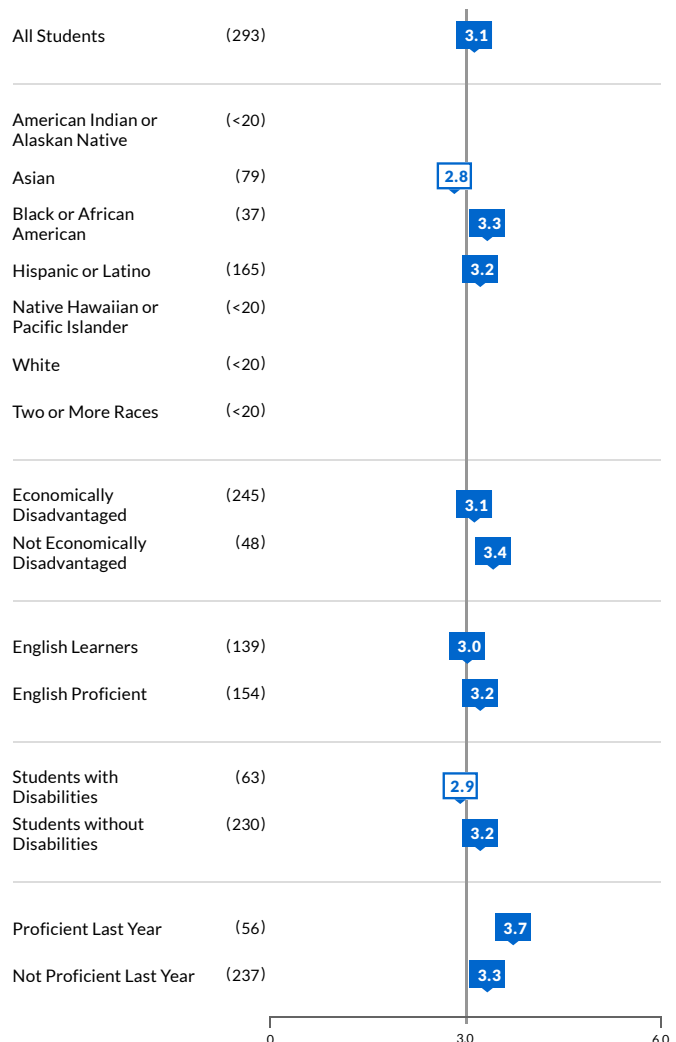 All Students (293) 3.1
American Indian or (<20)
Alaskan Native
Asian (79) 2.8
Black or African (37) 3.3
American
Hispanic or Latino (165) 3.2
Native Hawaiian or (<20)
Pacific Islander
White (<20)
Two or More Races (<20)
Economically (245) 3.1
Disadvantaged
Not Economically (48) 3.4
Disadvantaged
English Learners (139) 3.0
English Proficient (154) 3.2
Students with (63) 2.9
Disabilities
Students without (230) 3.2
Disabilities
Proficient Last Year (56) 3.7
Not Proficient Last Year (237) 3.3
0 3.0 6.0